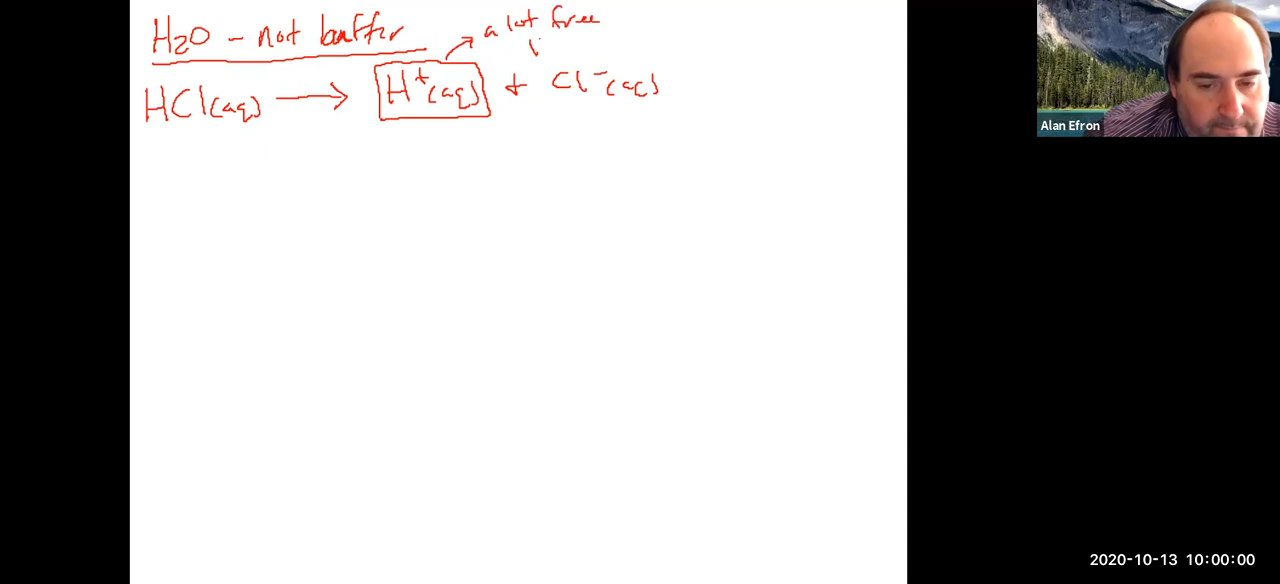 H2O - not buffer
a lot free
HCl(aq) → H+(aq) + Cl-(aq)
Alan Efron
2020-10-13 10:00:00